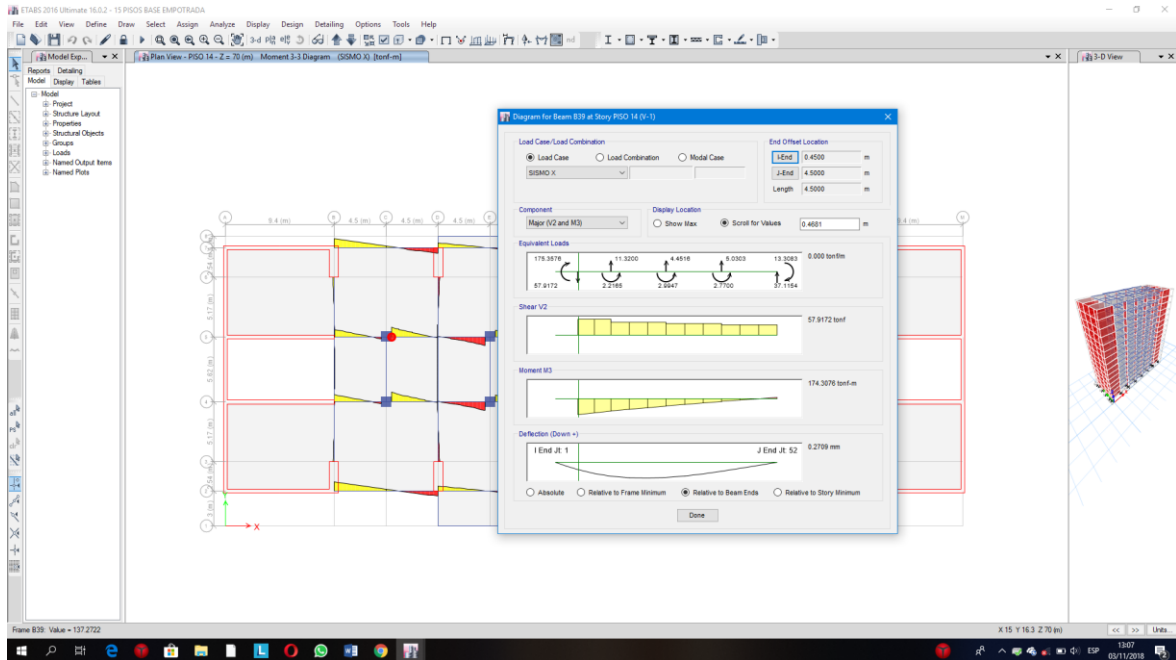 ETABS 2016 Ultimate 16.0.2 - 15 PISOS BASE EMPOTRADA
File Edit View Define Draw Select Assign Analyze Display Design Detailing Options Tools Help
Model Exp...
Plan View - PISO 14 - Z = 70 (m) Moment 3-3 Diagram (SISMO X) [tonf-m]
3-D View
Reports Detailing
Model Display Tables
Model
Project
Structure Layout
Properties
Structural Objects
Groups
Loads
Named Output Items
Named Plots
9.4 (m) 4.5 (m) 4.5 (m) 4.5 (m)
5.17 (m)
5.02 (m)
5.17 (m)
3 (m)
X
Diagram for Beam B39 at Story PISO 14 (V-1)
Load Case/Load Combination
Load Case Load Combination Modal Case
SISMO X
End Offset Location
I-End 0.4500 m
J-End 4.5000 m
Length 4.5000 m
Component
Major (V2 and M3)
Display Location
Show Max Scroll for Values 0.4681 m
Equivalent Loads
175.3576 11.3200 4.4516 5.0303 13.3083
57.9172 2.2165 2.9947 2.7700 37.1154
0.000 tonf/m
Shear V2
57.9172 tonf
Moment M3
174.3076 tonf-m
Deflection (Down +)
I End Jt: 1 J End Jt: 52
0.2709 mm
Absolute Relative to Frame Minimum Relative to Beam Ends Relative to Story Minimum
Done
Frame B39: Value = 137.2722
X 15 Y 16.3 Z 70 (m)
<< >> Units...
ESP
13:07
03/11/2018